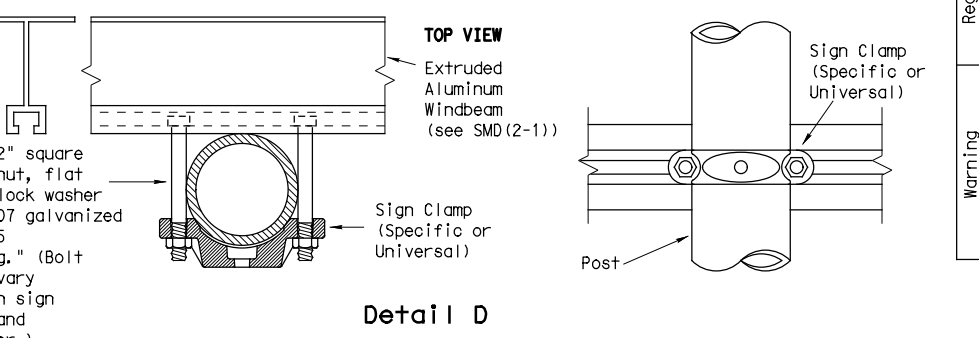 TOP VIEW
Extruded
Aluminum
Windbeam
(see SMD(2-1))
2" square
nut, flat
lock washer
07 galvanized
5
g." (Bolt
vary
n sign
and
Sign Clamp
(Specific or
Universal)
Detail D
Sign Clamp
(Specific or
Universal)
Post
Reg
Warning